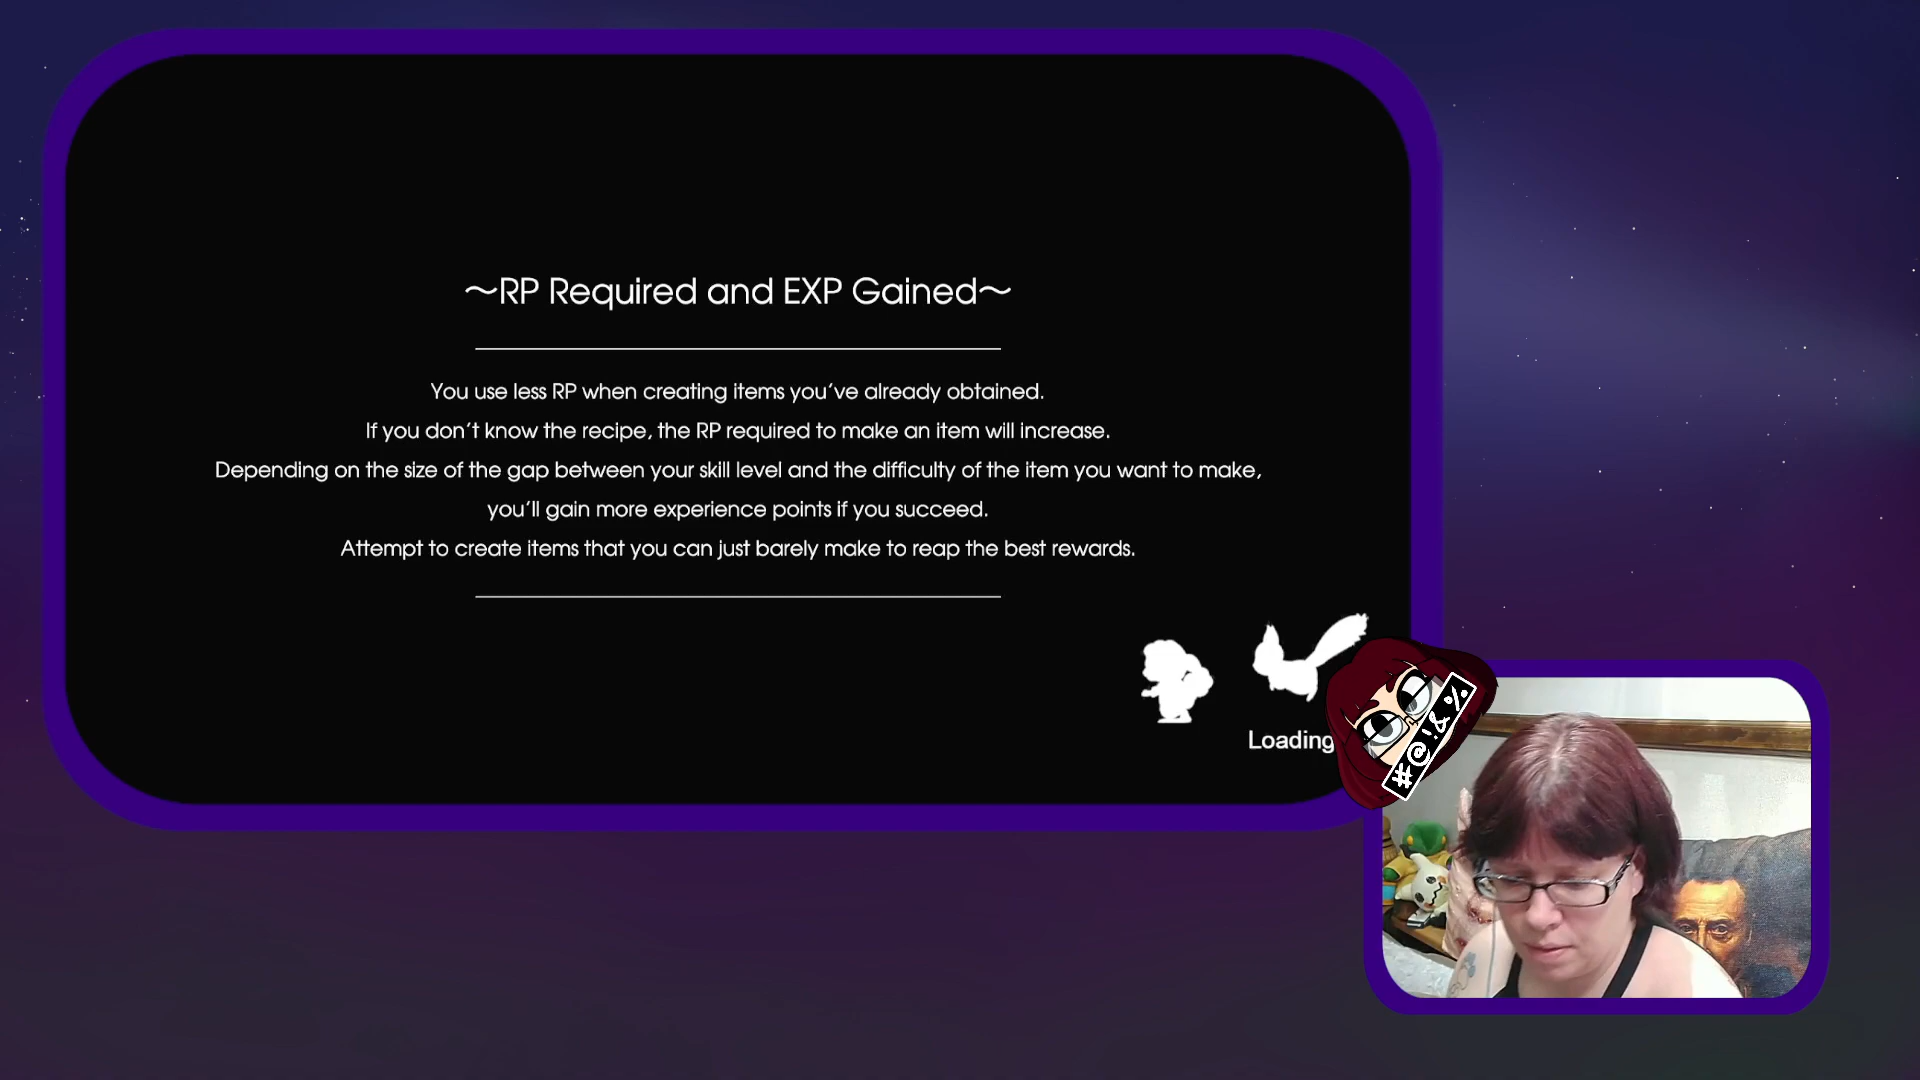 ～RP Required and EXP Gained～
You use less RP when creating items you've already obtained.
If you don't know the recipe, the RP required to make an item will increase.
Depending on the size of the gap between your skill level and the difficulty of the item you want to make,
you'll gain more experience points if you succeed.
Attempt to create items that you can just barely make to reap the best rewards.
Loading
#@!&%